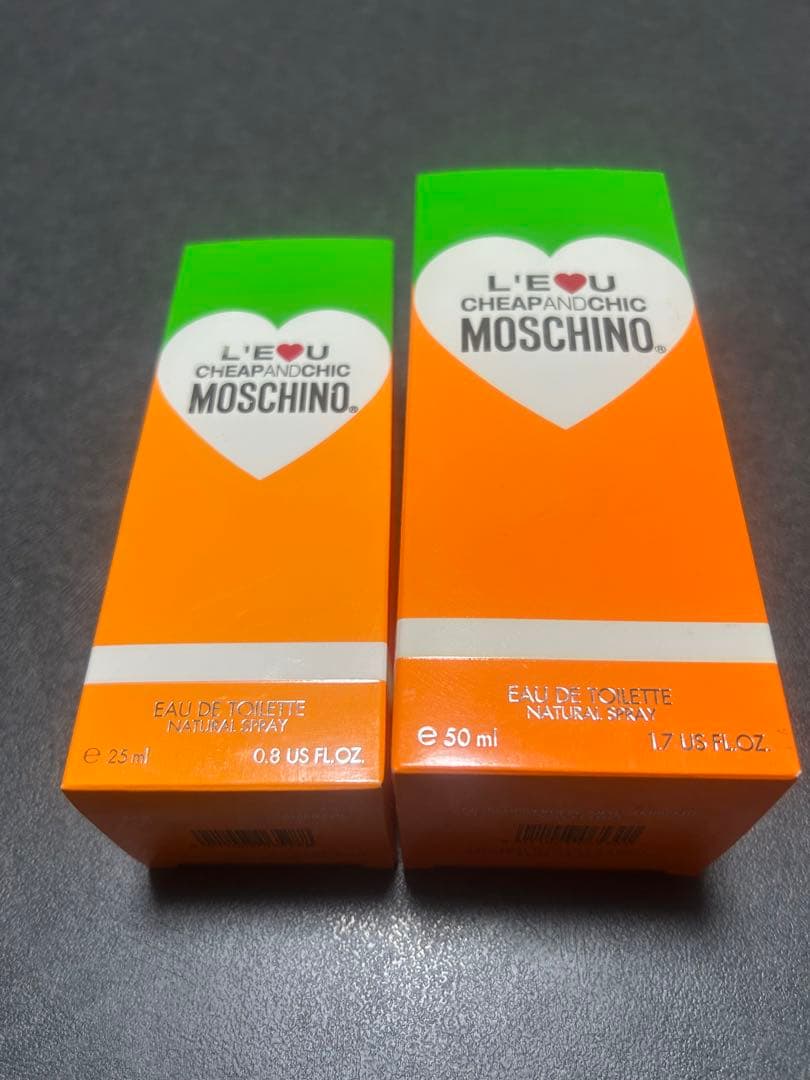 L'E♥U
CHEAPANDCHIC
MOSCHINO®
EAU DE TOILETTE
NATURAL SPRAY
e 25 ml
0.8 US FL.OZ.
L'E♥U
CHEAPANDCHIC
MOSCHINO®
EAU DE TOILETTE
NATURAL SPRAY
e 50 ml
1.7 US FL.OZ.